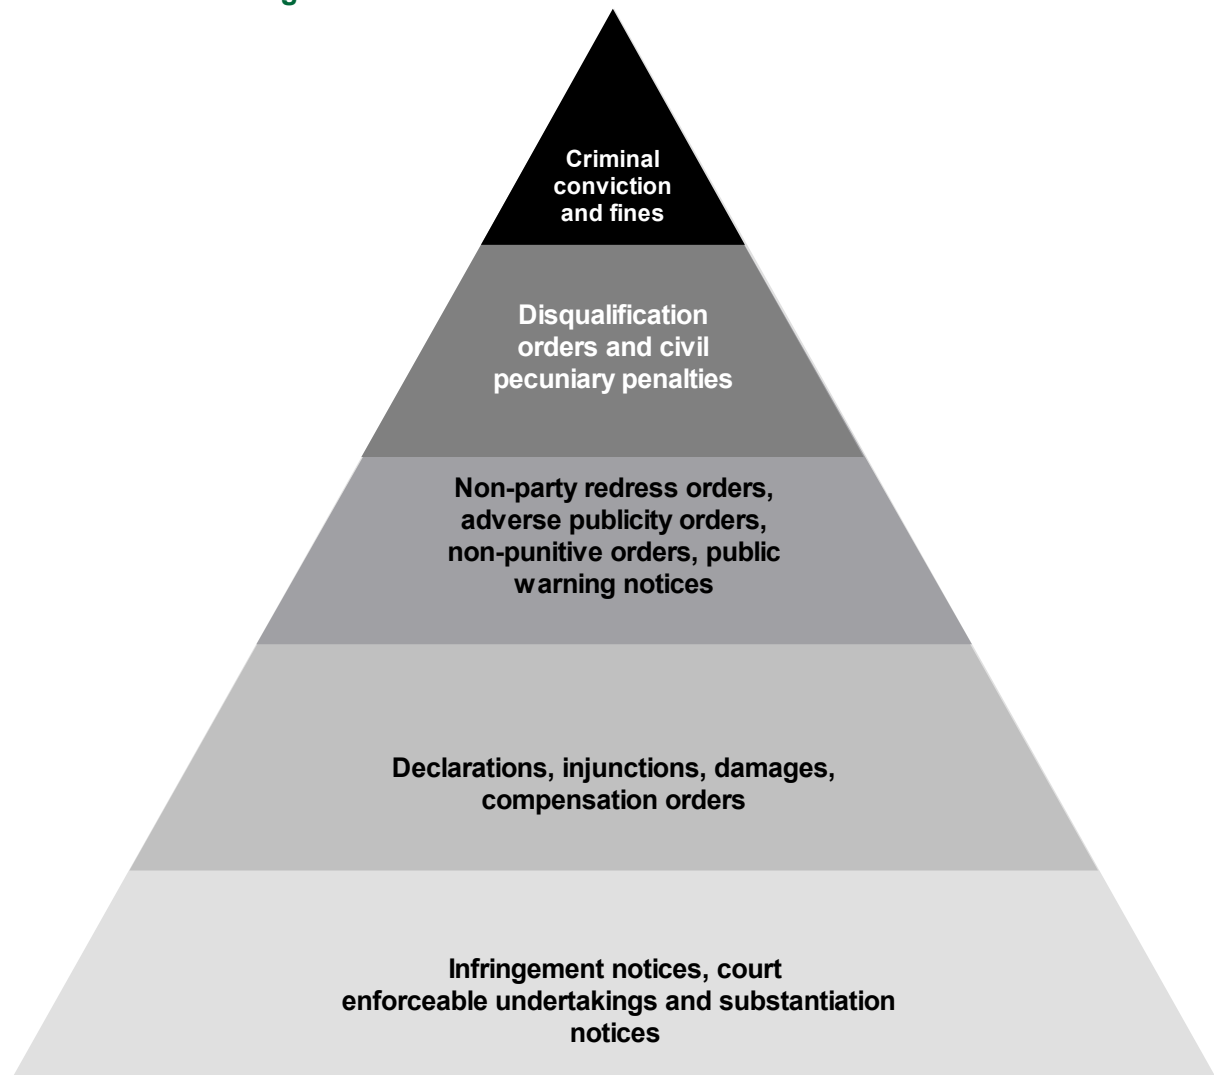 Criminal
conviction
and fines
Disqualification
orders and civil
pecuniary penalties
Non-party redress orders,
adverse publicity orders,
non-punitive orders, public
warning notices
Declarations, injunctions, damages,
compensation orders
Infringement notices, court
enforceable undertakings and substantiation
notices